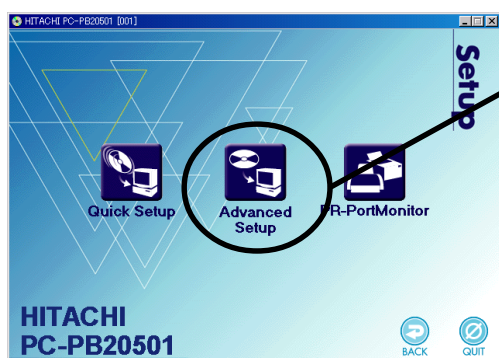 HITACHI PC-PB20501 [001]
Setup
Quick Setup
Advanced
Setup
PR-PortMonitor
HITACHI
PC-PB20501
BACK
QUIT